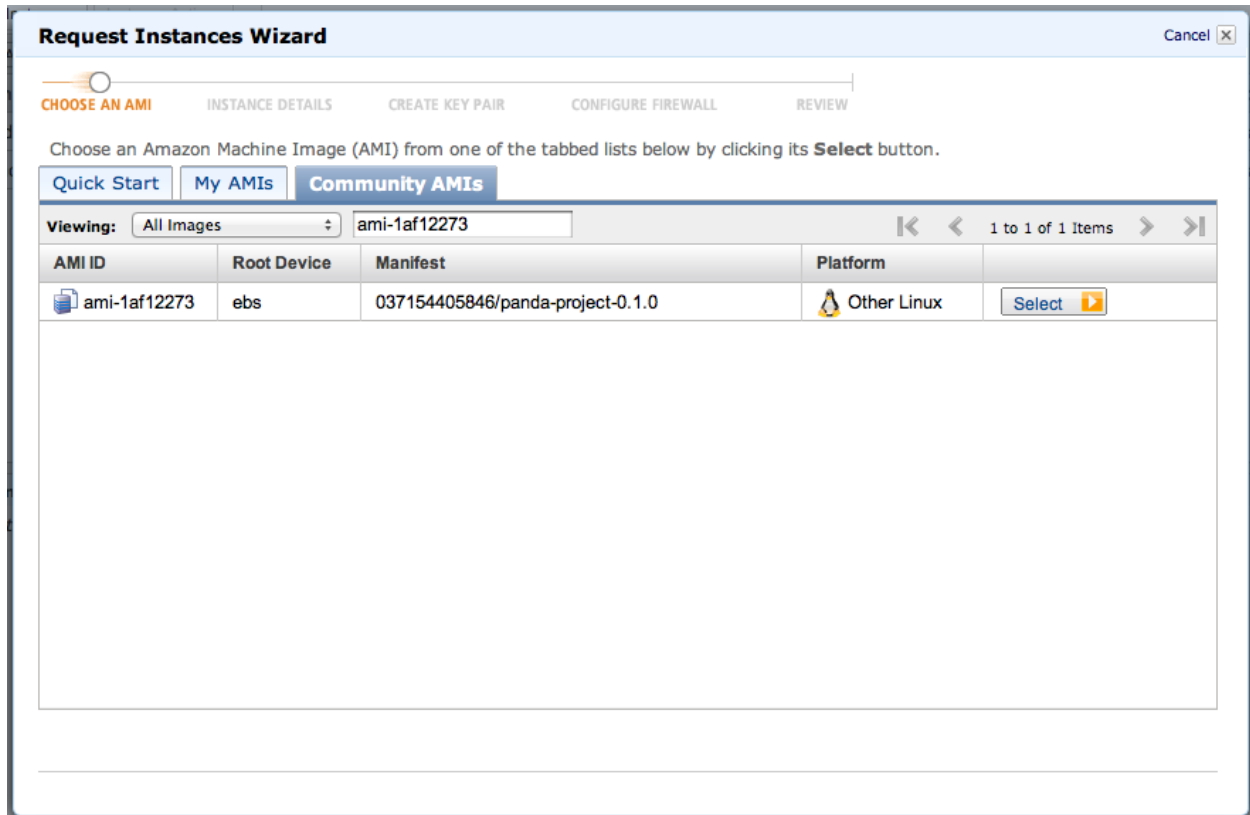 Request Instances Wizard Cancel
CHOOSE AN AMI INSTANCE DETAILS CREATE KEY PAIR CONFIGURE FIREWALL REVIEW
Choose an Amazon Machine Image (AMI) from one of the tabbed lists below by clicking its Select button.
Quick Start My AMIs Community AMIs
Viewing: All Images ami-1af12273 1 to 1 of 1 Items
AMI ID Root Device Manifest Platform
ami-1af12273 ebs 037154405846/panda-project-0.1.0 Other Linux Select